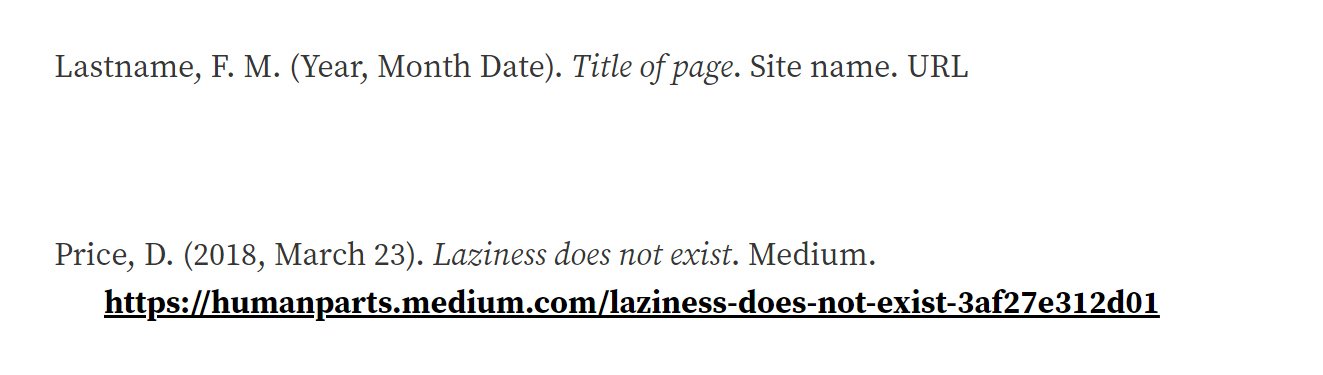 Lastname, F. M. (Year, Month Date). Title of page. Site name. URL
Price, D. (2018, March 23). Laziness does not exist. Medium.
https://humanparts.medium.com/laziness-does-not-exist-3af27e312d01